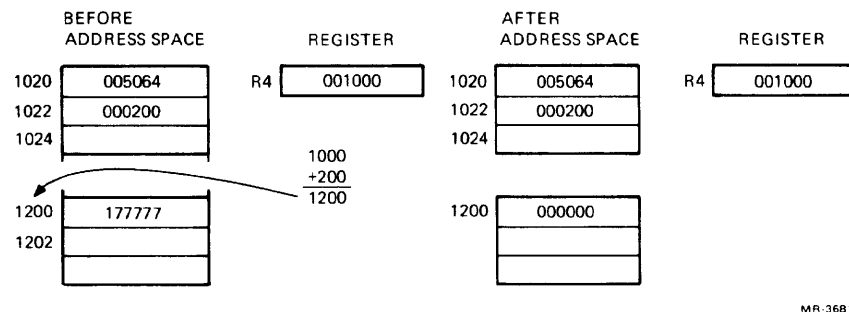 BEFORE
ADDRESS SPACE
REGISTER
1020 005064
R4 001000
1022 000200
1024
1000
+200
1200
1200 177777
1202
AFTER
ADDRESS SPACE
REGISTER
1020 005064
R4 001000
1022 000200
1024
1200 000000
MR-368